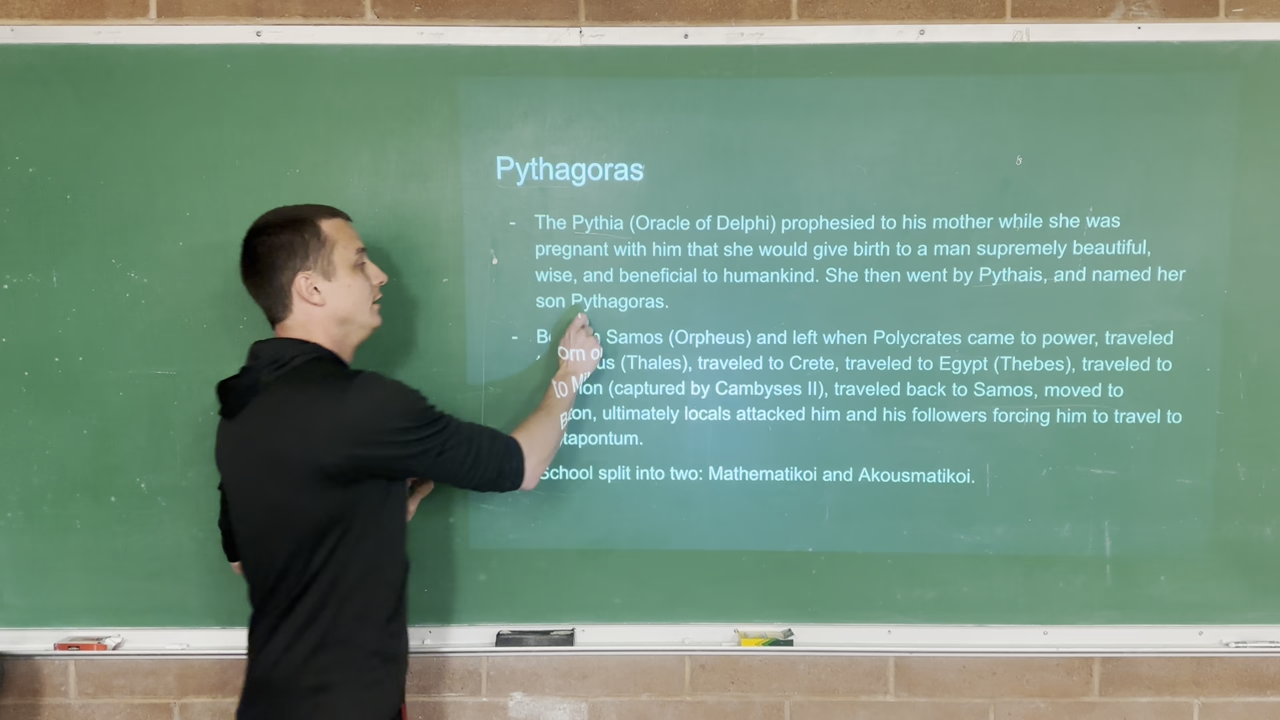 Pythagoras
- The Pythia (Oracle of Delphi) prophesied to his mother while she was
pregnant with him that she would give birth to a man supremely beautiful,
wise, and beneficial to humankind. She then went by Pythais, and named her
son Pythagoras.
- Born on Samos (Orpheus) and left when Polycrates came to power, traveled
to (Thales), traveled to Crete, traveled to Egypt (Thebes), traveled to
(captured by Cambyses II), traveled back to Samos, moved to
ultimately locals attacked him and his followers forcing him to travel to
School split into two: Mathematikoi and Akousmatikoi.